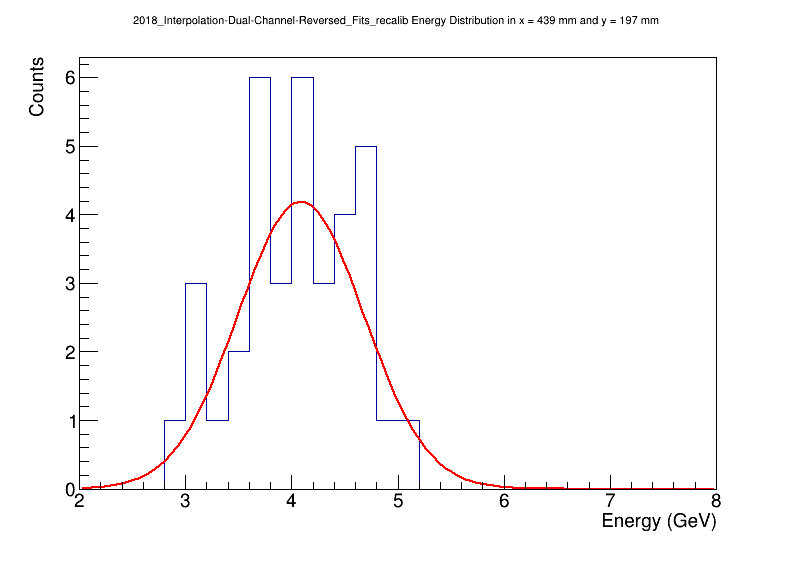 2018_Interpolation-Dual-Channel-Reversed_Fits_recalib Energy Distribution in x = 439 mm and y = 197 mm
Counts
6
5
4
3
2
1
0
2 3 4 5 6 7 8
Energy (GeV)